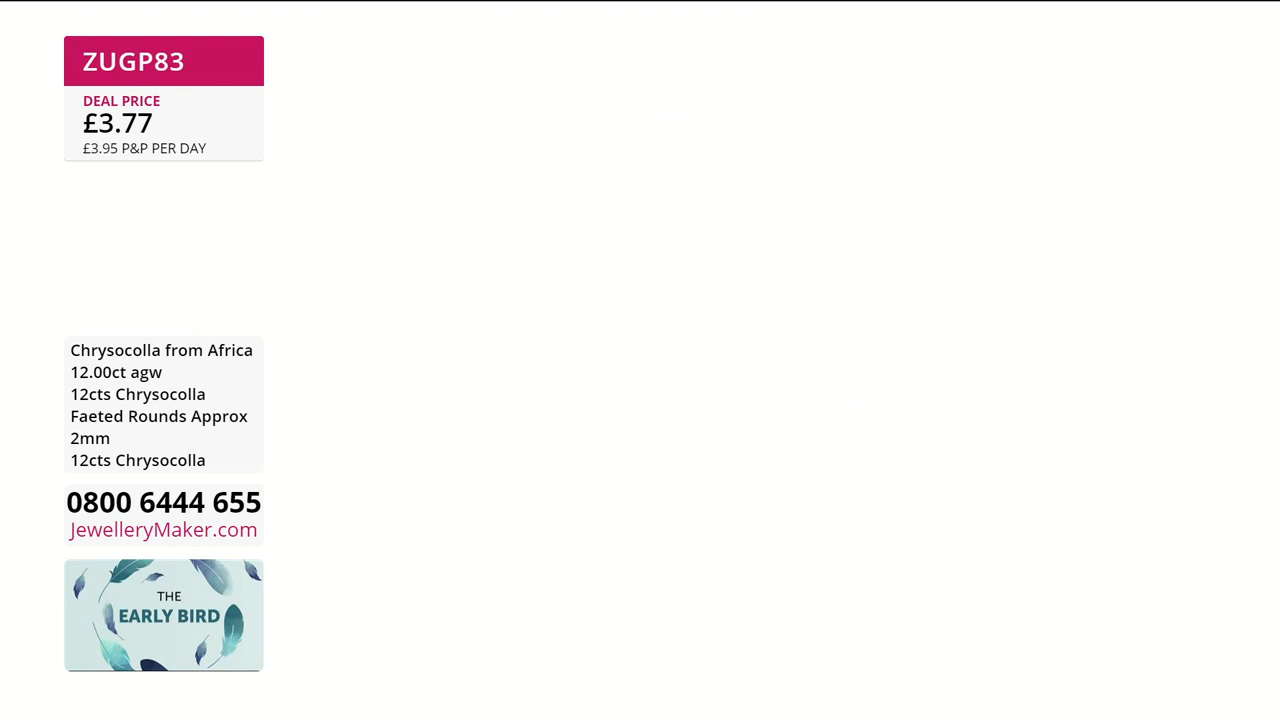 ZUGP83
DEAL PRICE
£3.77
£3.95 P&P PER DAY
Chrysocolla from Africa
12.00ct agw
12cts Chrysocolla
Faeted Rounds Approx
2mm
12cts Chrysocolla
0800 6444 655
JewelleryMaker.com
THE
EARLY BIRD